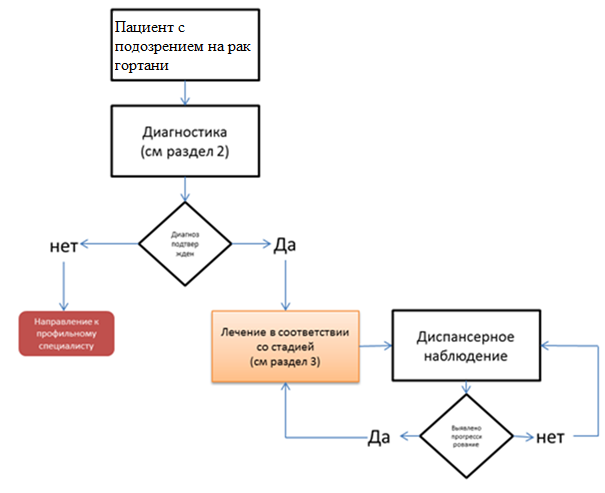 Пациент с
подозрением на рак
гортани
Диагностика
(см раздел 2)
Диагноз
подтвер
жден
нет
Да
Направление к
профильному
специалисту
Лечение в соответствии
со стадией
(см раздел 3)
Диспансерное
наблюдение
Выявлено
прогресси
рование
Да
нет